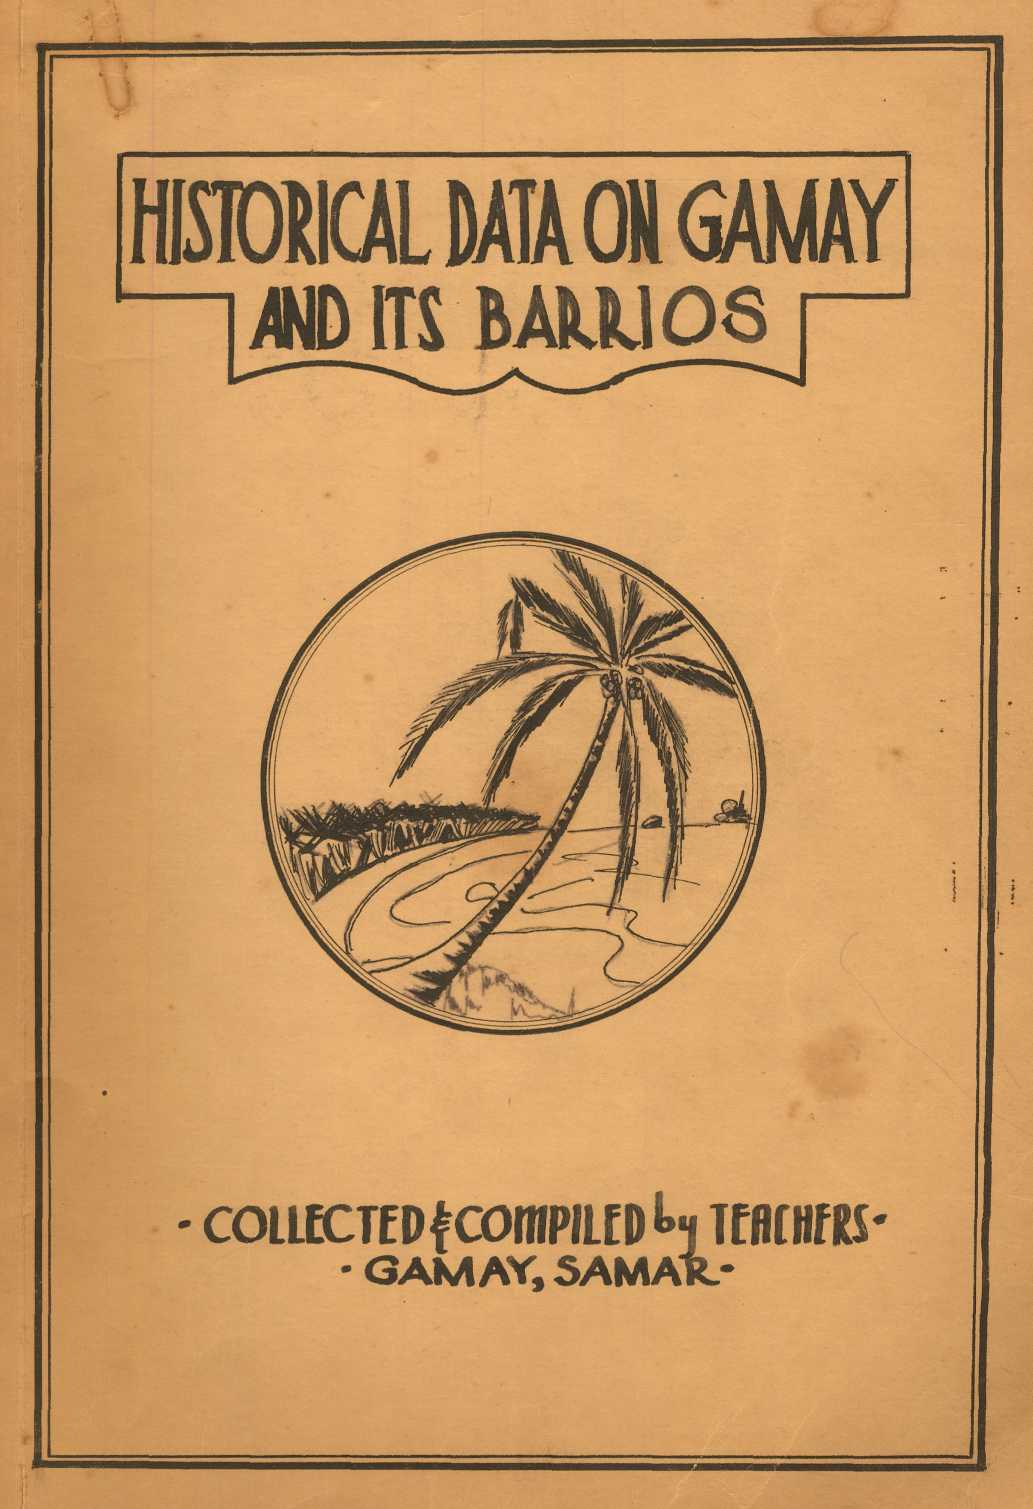 HISTORICAL DATA ON GAMAY
AND ITS BARRIOS
· COLLECTED & COMPILED by TEACHERS ·
· GAMAY, SAMAR ·